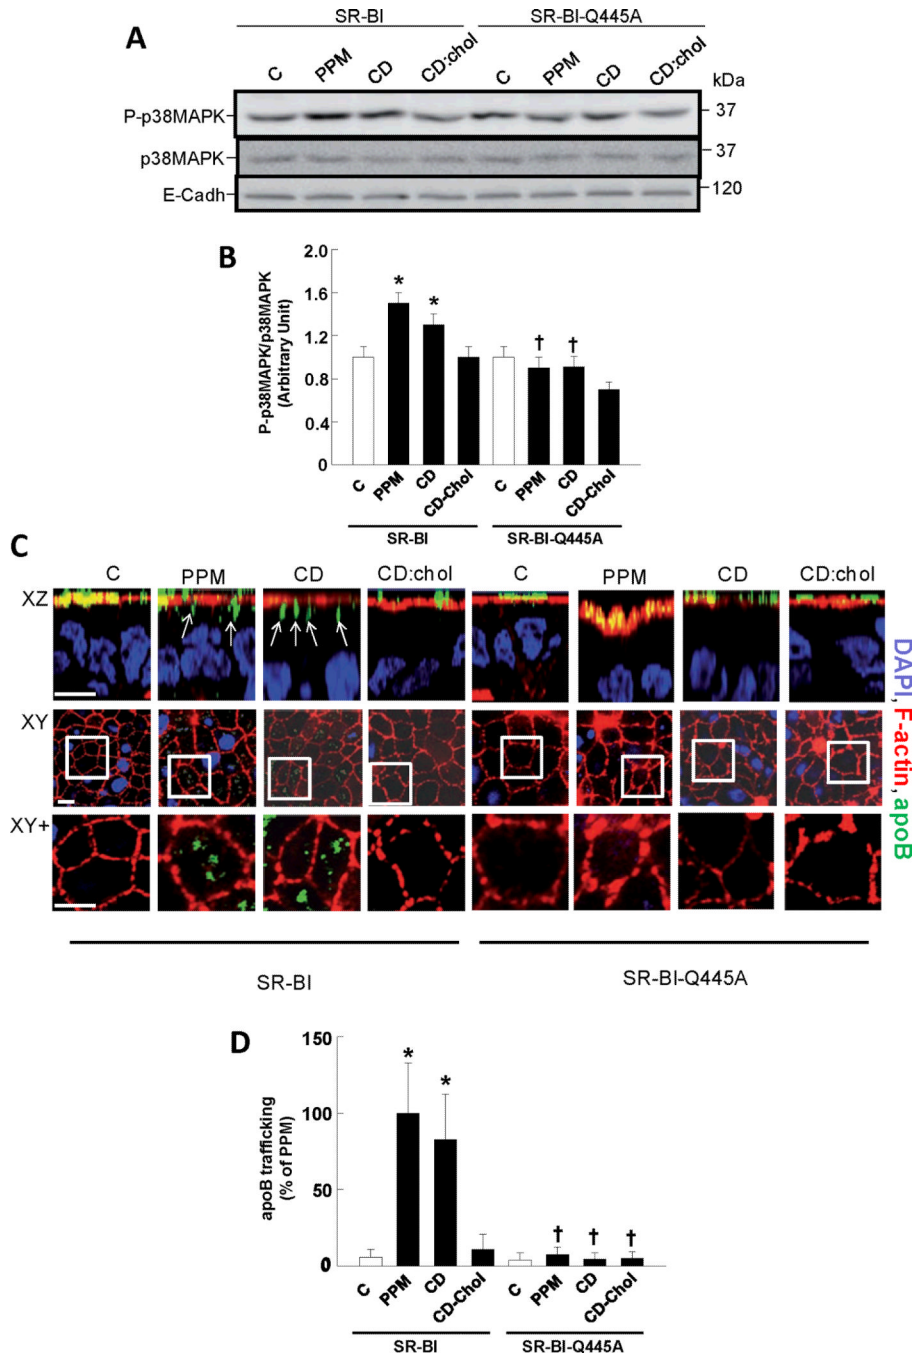 SR-BI SR-BI-Q445A
A
C PPM CD CD:chol C PPM CD CD:chol
kDa
P-p38MAPK 37
p38MAPK 37
E-Cadh 120
B
P-p38MAPK/p38MAPK
(Arbitrary Unit)
2.0
1.6
1.2
0.8
0.4
0
* * † †
C PPM CD CD-Chol C PPM CD CD-Chol
SR-BI SR-BI-Q445A
C
C PPM CD CD:chol C PPM CD CD:chol
XZ
XY
XY+
DAPI, F-actin, apoB
SR-BI SR-BI-Q445A
D
apoB trafficking
(% of PPM)
150
100
50
0
* * † † †
C PPM CD CD-Chol C PPM CD CD-Chol
SR-BI SR-BI-Q445A